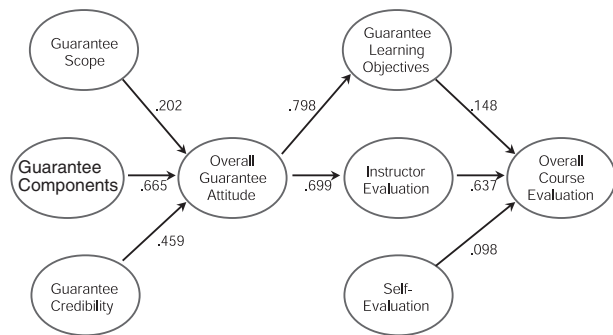 Guarantee
Scope
Guarantee
Learning
Objectives
.202
.798
.148
Guarantee
Components
.665
Overall
Guarantee
Attitude
.699
Instructor
Evaluation
.637
Overall
Course
Evaluation
.459
.098
Guarantee
Credibility
Self-
Evaluation